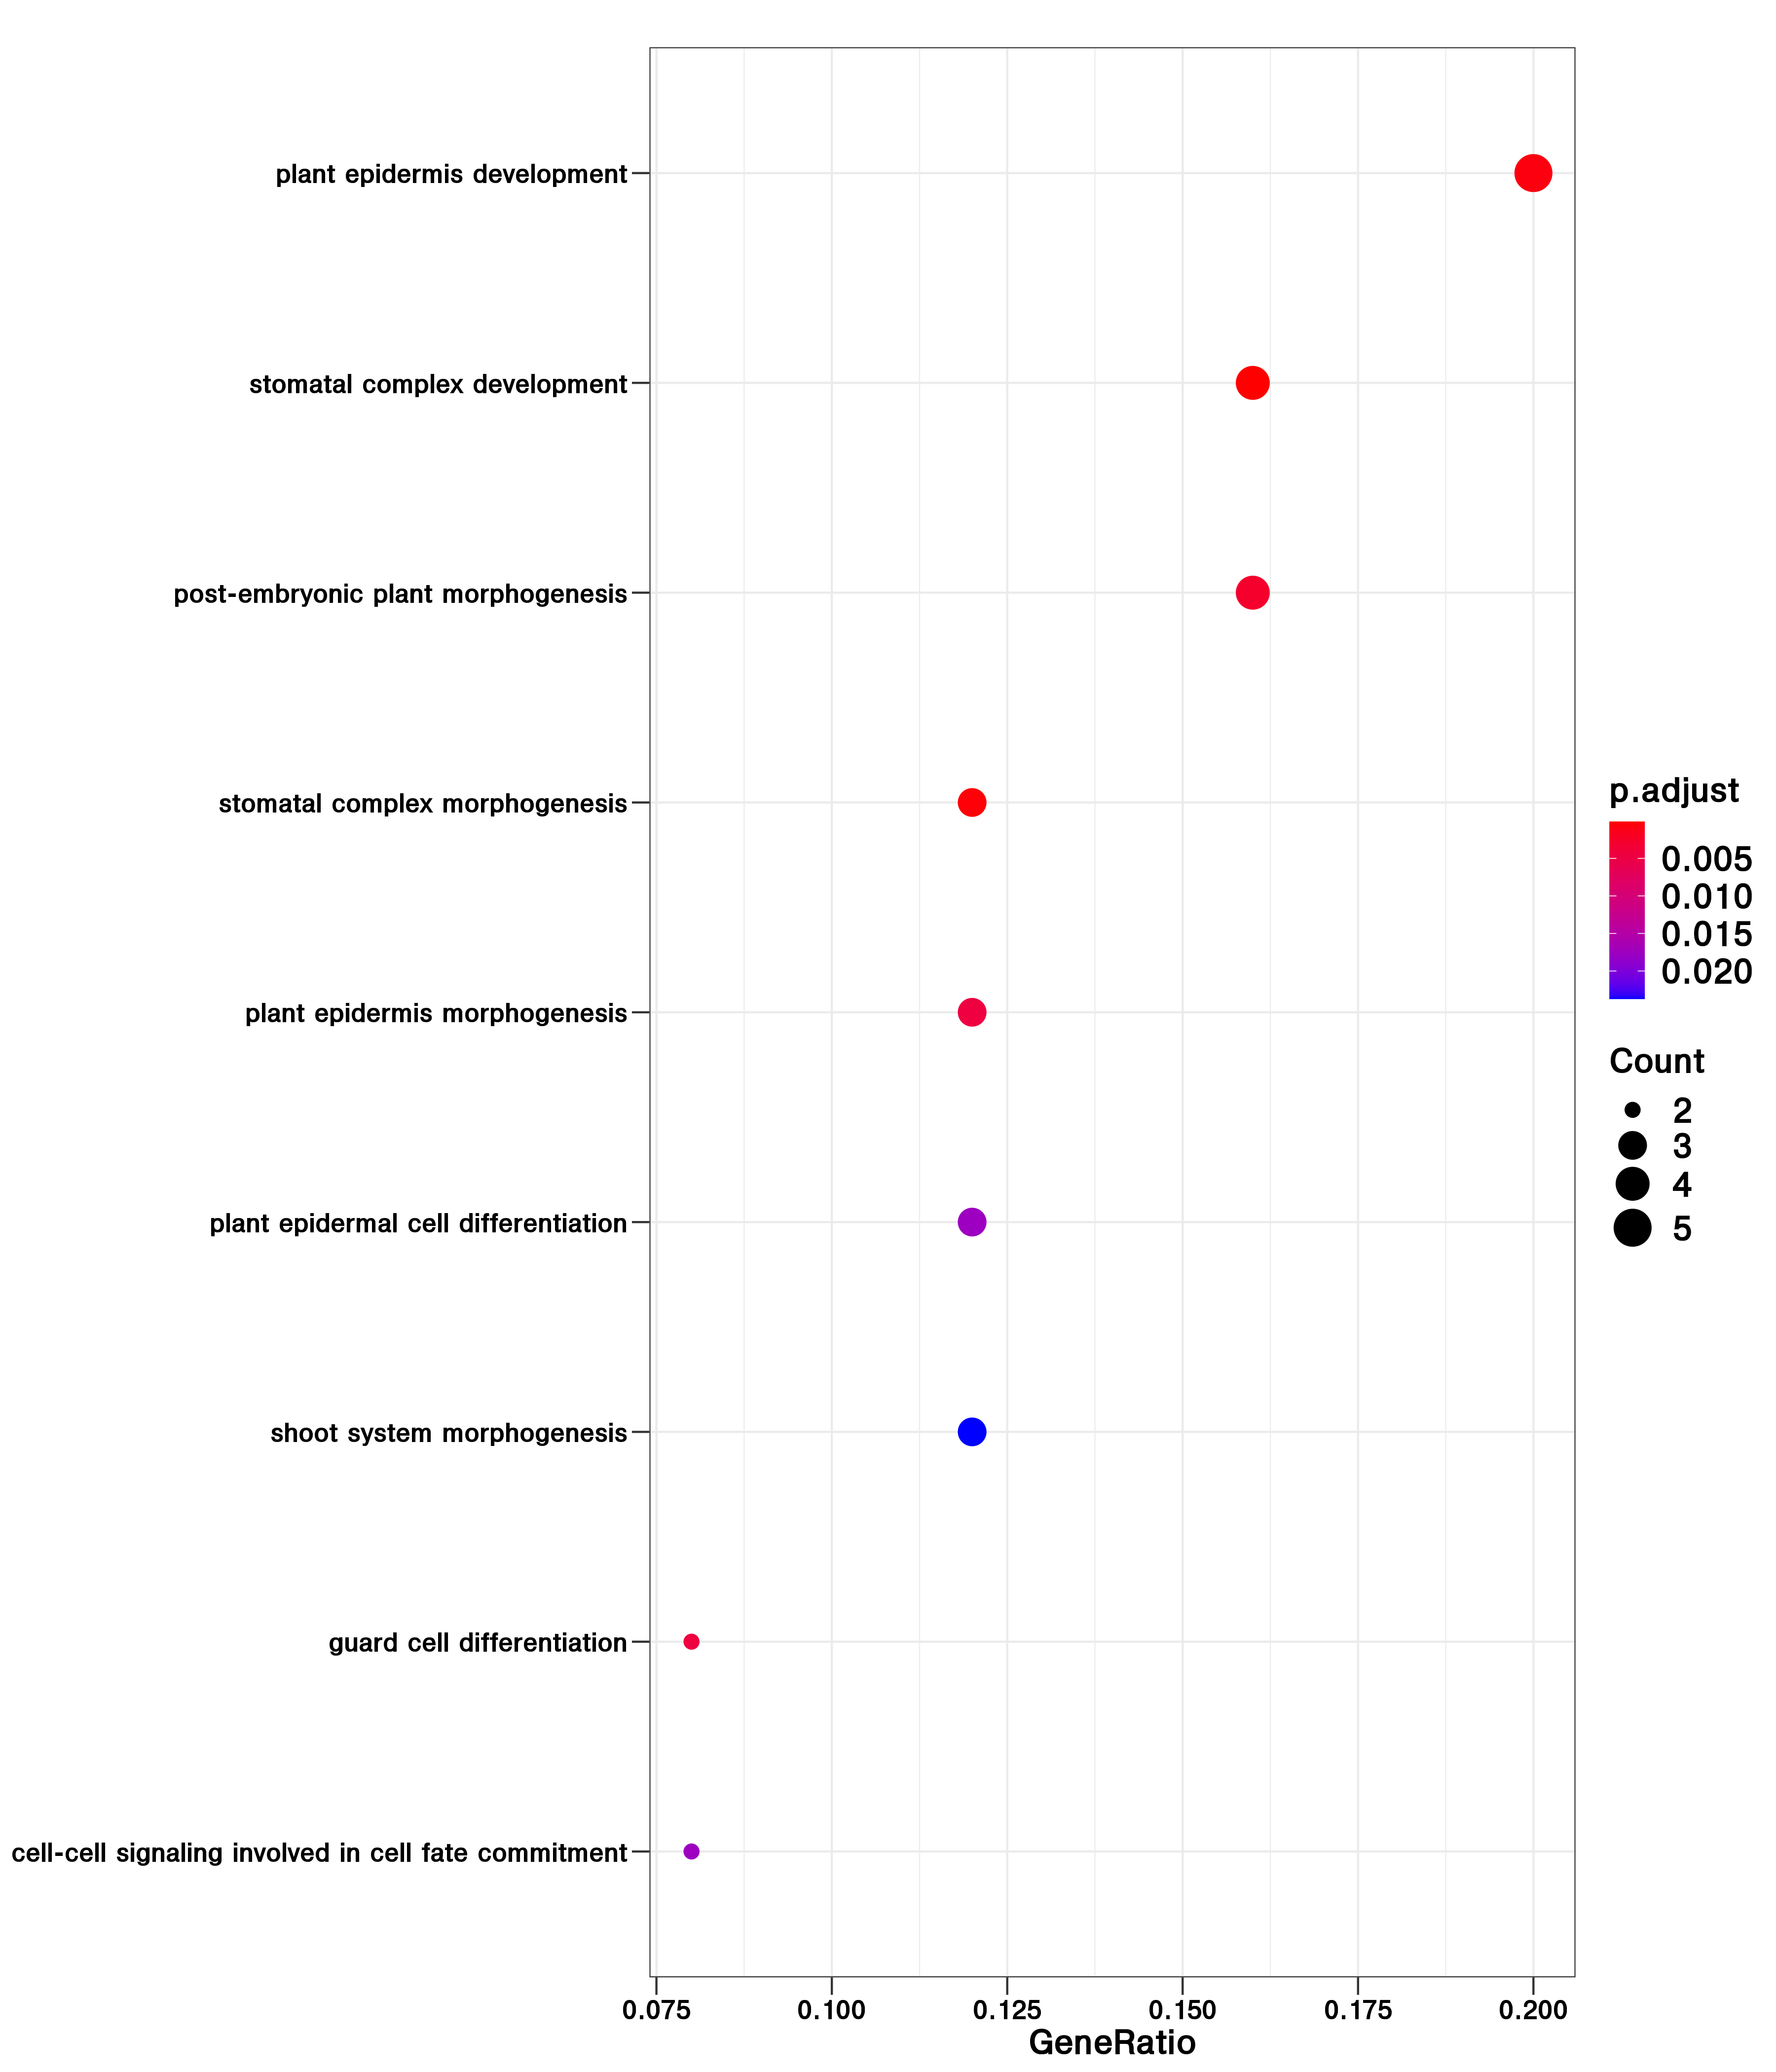 plant epidermis development
stomatal complex development
post-embryonic plant morphogenesis
stomatal complex morphogenesis
plant epidermis morphogenesis
plant epidermal cell differentiation
shoot system morphogenesis
guard cell differentiation
cell-cell signaling involved in cell fate commitment
0.075 0.100 0.125 0.150 0.175 0.200
GeneRatio
p.adjust
0.005
0.010
0.015
0.020
Count
2
3
4
5